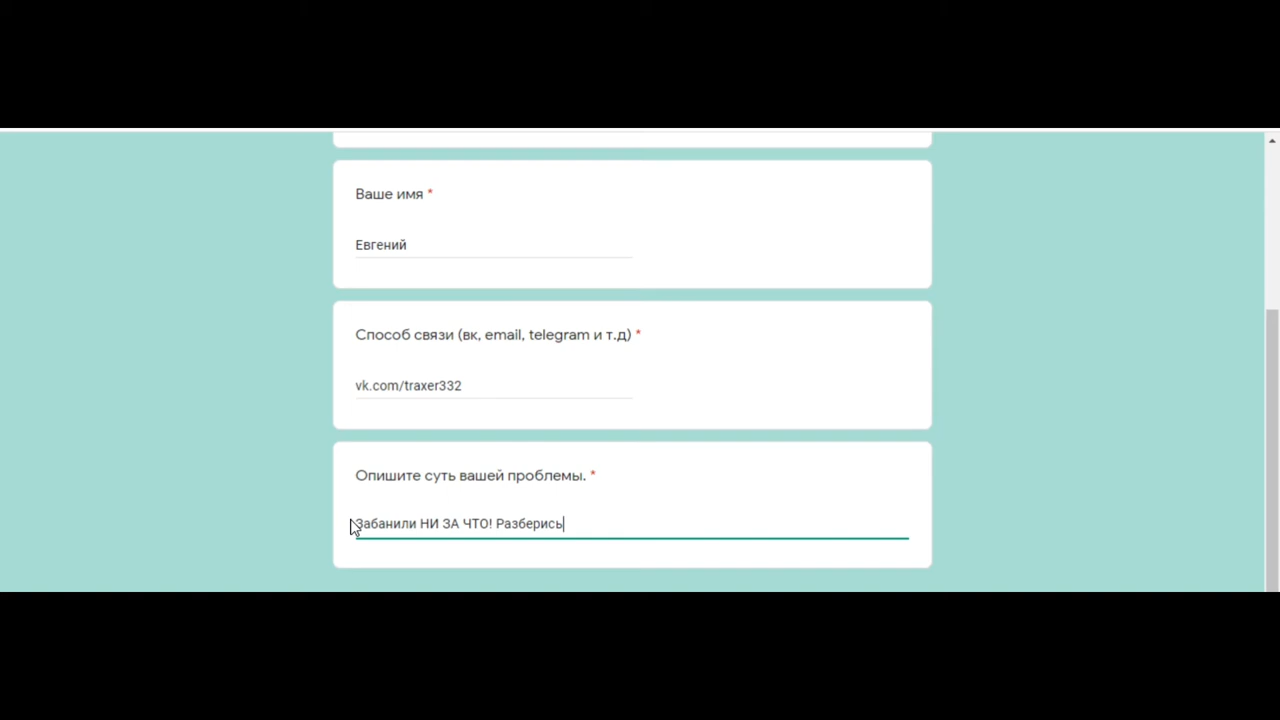 Ваше имя *
Евгений
Способ связи (вк, email, telegram и т.д) *
vk.com/traxer332
Опишите суть вашей проблемы. *
Забанили НИ ЗА ЧТО! Разберись